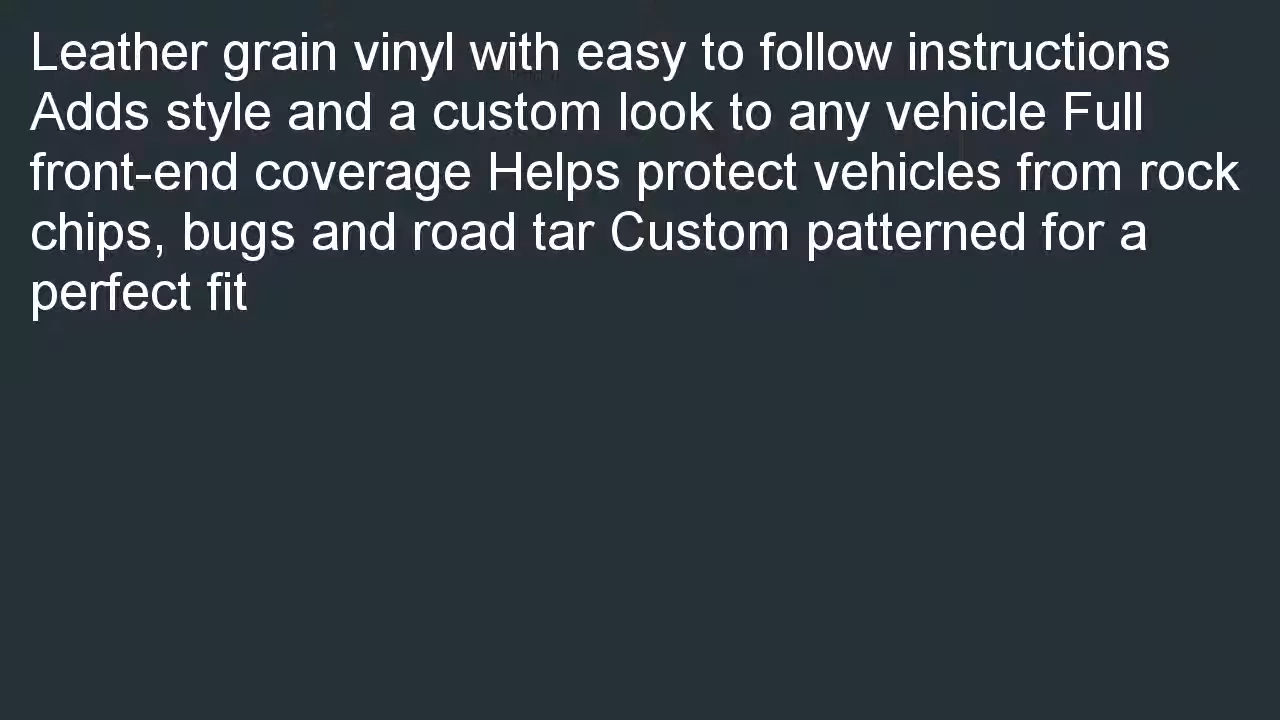 Leather grain vinyl with easy to follow instructions
Adds style and a custom look to any vehicle Full
front-end coverage Helps protect vehicles from rock
chips, bugs and road tar Custom patterned for a
perfect fit